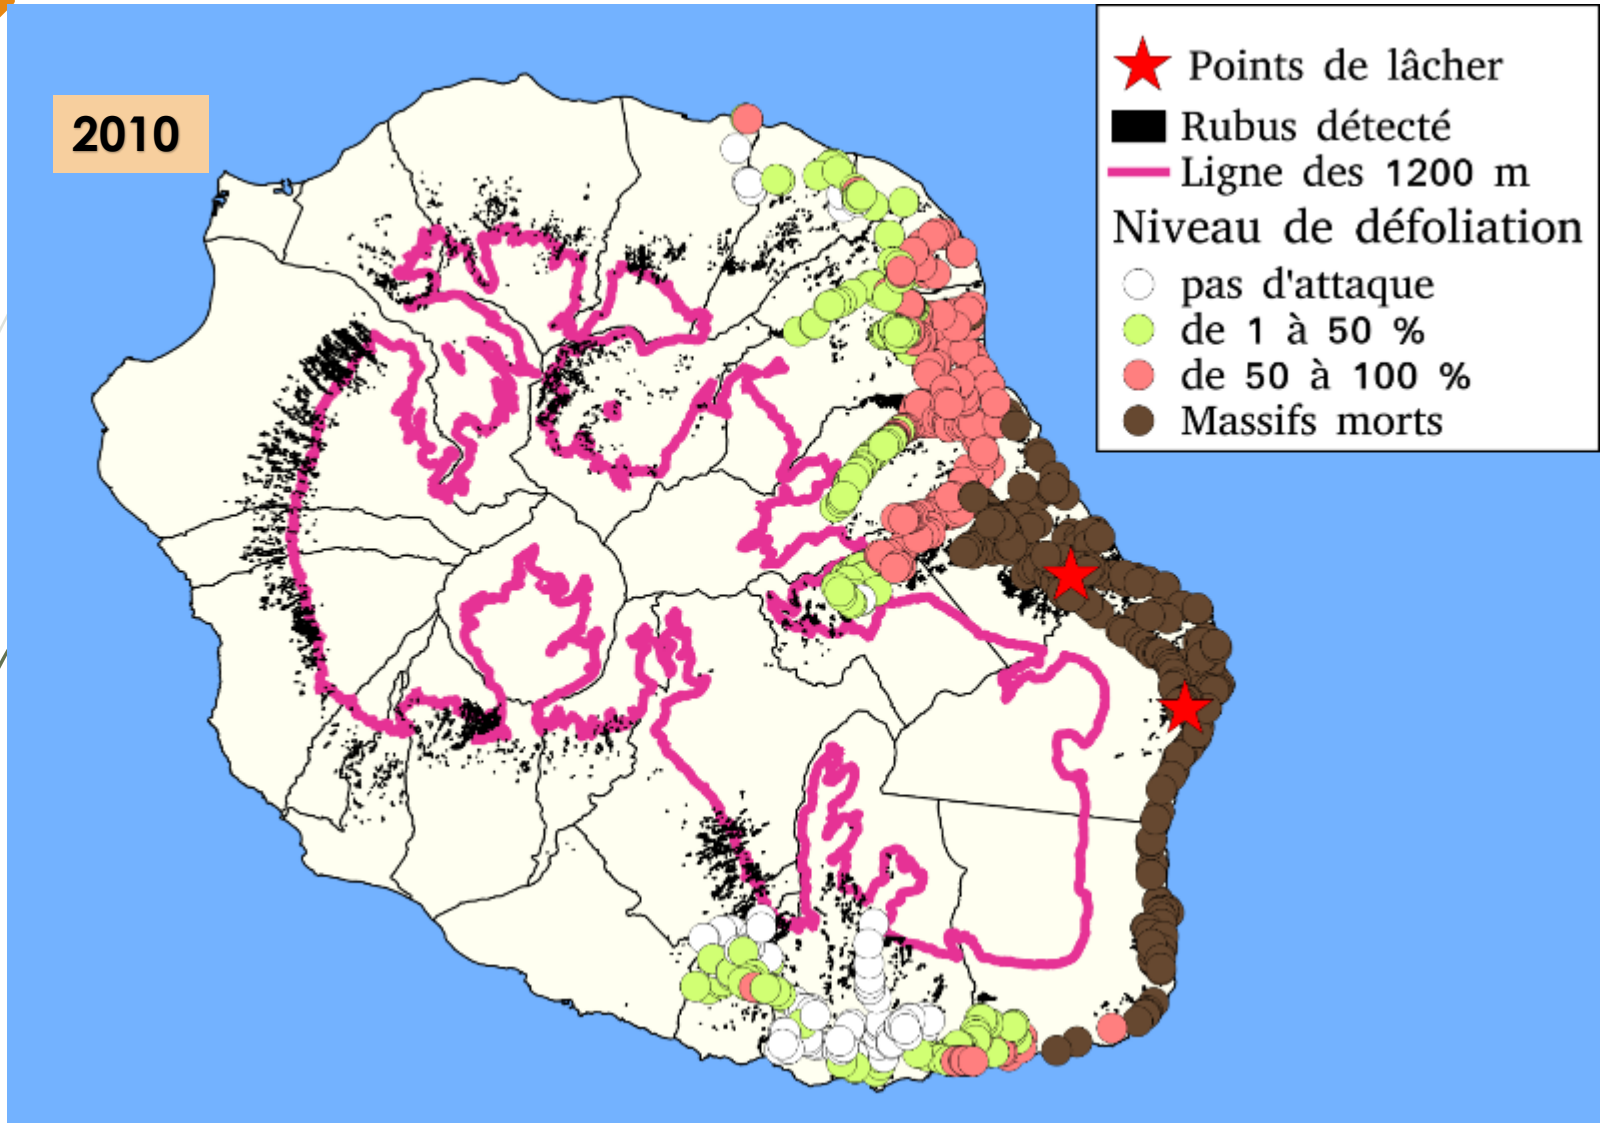 2010
Points de lâcher
Rubus détecté
Ligne des 1200 m
Niveau de défoliation
pas d'attaque
de 1 à 50 %
de 50 à 100 %
Massifs morts